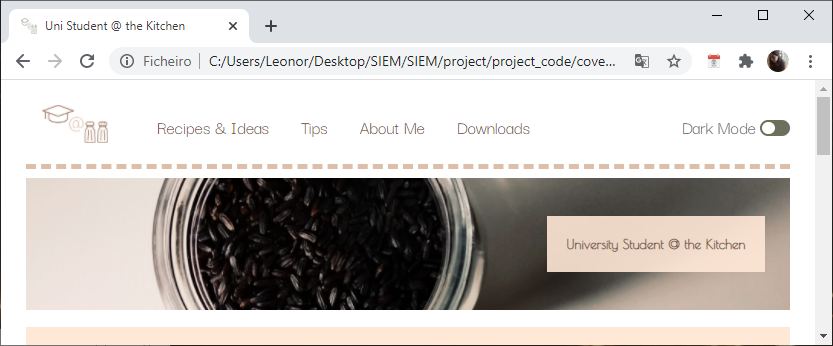 Uni Student @ the Kitchen
Ficheiro
C:/Users/Leonor/Desktop/SIEM/SIEM/project/project_code/cove...
@
Recipes & Ideas
Tips
About Me
Downloads
Dark Mode
University Student @ the Kitchen